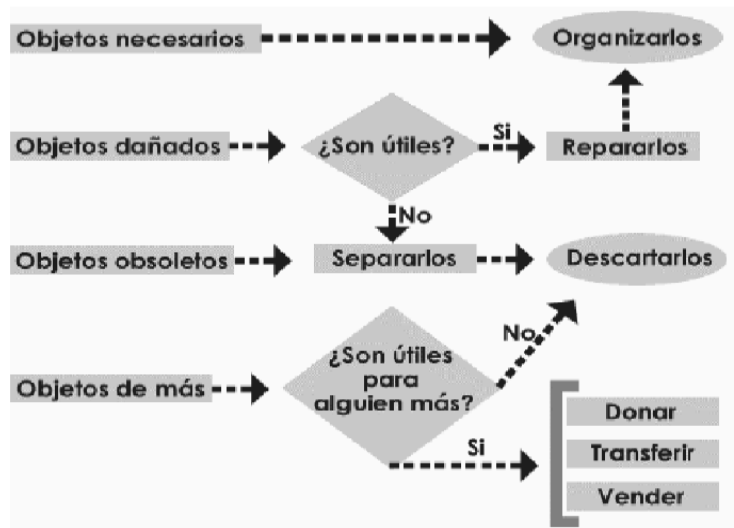 Objetos necesarios
Organizarlos
Objetos dañados
¿Son útiles?
Si
Repararlos
No
Objetos obsoletos
Separarlos
Descartarlos
Objetos de más
¿Son útiles
para
alguien más?
No
Si
Donar
Transferir
Vender